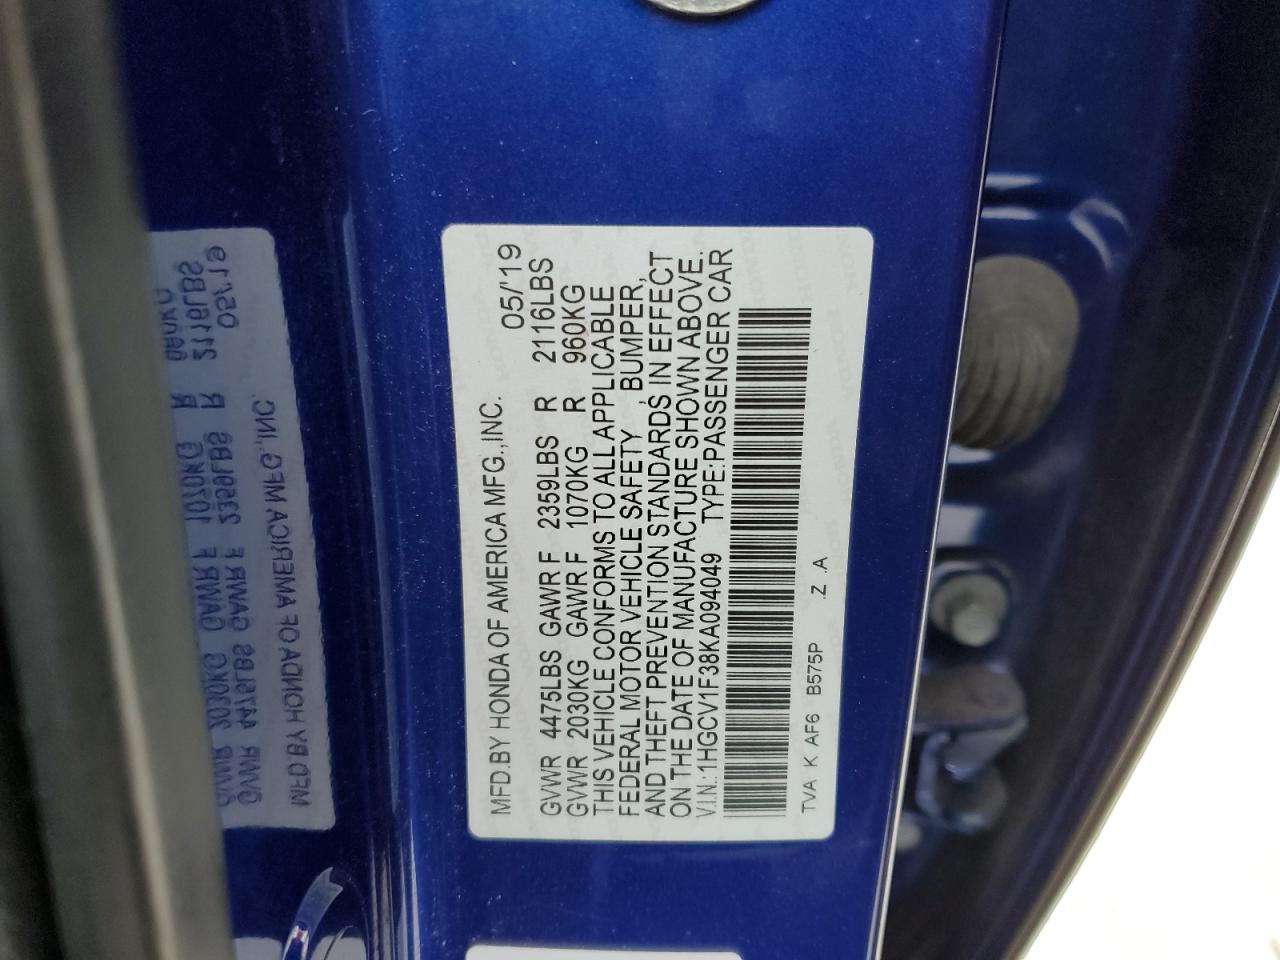 MFD.BY HONDA OF AMERICA MFG.,INC. 05/'19
GVWR 4475LBS GAWR F 2359LBS R 2116LBS
GVWR 2030KG GAWR F 1070KG R 960KG
THIS VEHICLE CONFORMS TO ALL APPLICABLE
FEDERAL MOTOR VEHICLE SAFETY , BUMPER,
AND THEFT PREVENTION STANDARDS, IN EFFECT
ON THE DATE OF MANUFACTURE SHOWN ABOVE.
V.I.N.:1HGCV1F38KA094049 TYPE:PASSENGER CAR
TVA K AF6 B575P .Z .A